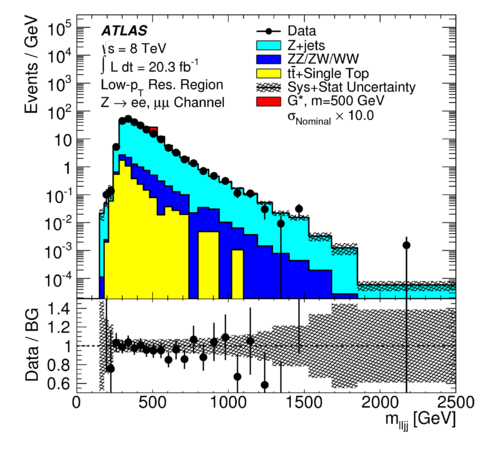 ATLAS
√s = 8 TeV
∫ L dt = 20.3 fb⁻¹
Low-p_T Res. Region
Z → ee, μμ Channel
Data
Z+jets
ZZ/ZW/WW
tt̄+Single Top
Sys+Stat Uncertainty
G*, m=500 GeV
σ_Nominal × 10.0
Events / GeV
10⁵
10⁴
10³
10²
10
1
10⁻¹
10⁻²
10⁻³
10⁻⁴
Data / BG
1.4
1.2
1
0.8
0.6
0 500 1000 1500 2000 2500
m_lljj [GeV]